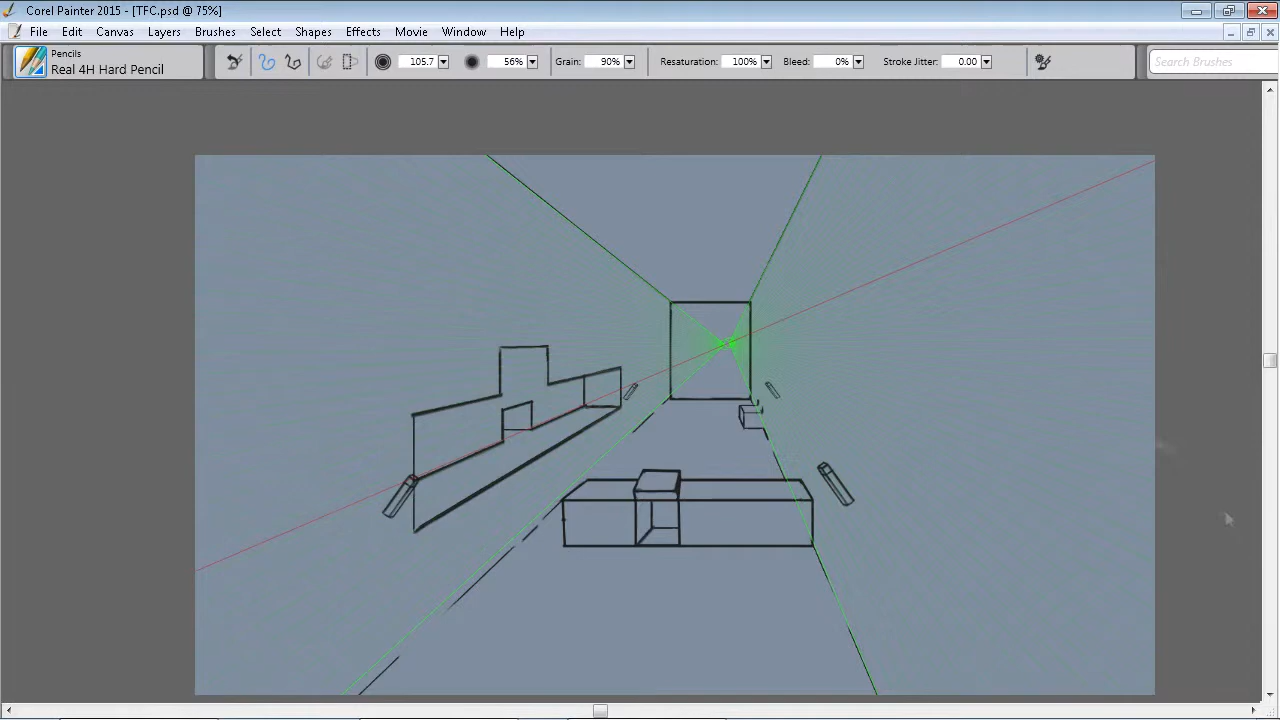 Corel Painter 2015 - [TFC.psd @ 75%]
File Edit Canvas Layers Brushes Select Shapes Effects Movie Window Help
Pencils
Real 4H Hard Pencil
105.7 56% Grain: 90% Resaturation: 100% Bleed: 0% Stroke Jitter: 0.00 Search Brushes